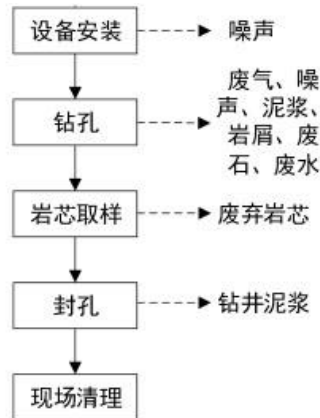 设备安装
噪声
废气、噪
声、泥浆、
岩屑、废
石、废水
钻孔
岩芯取样
废弃岩芯
封孔
钻井泥浆
现场清理